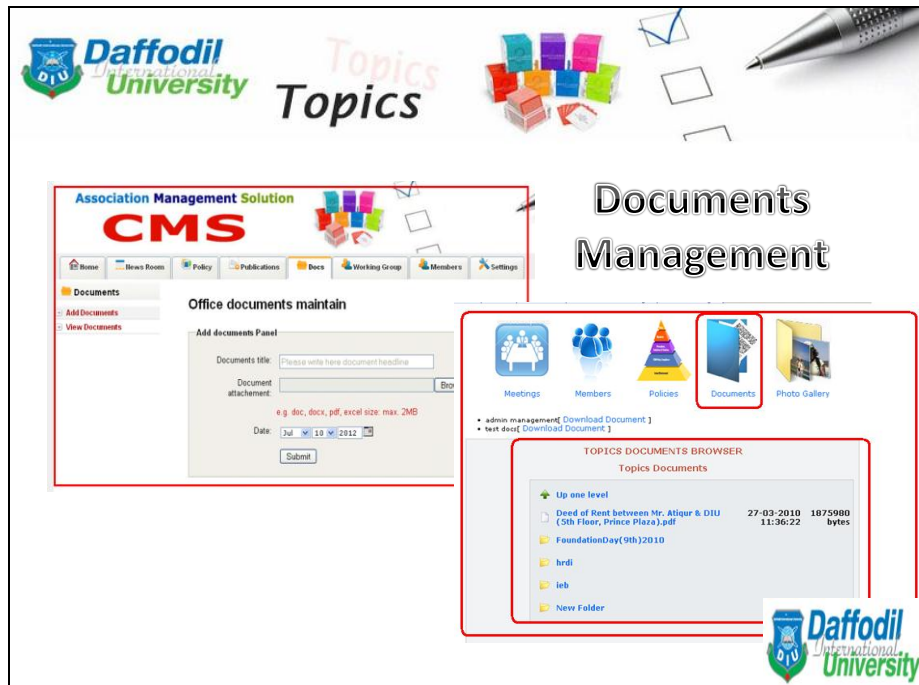 Daffodil
International
University
Topics
Topics
Documents
Management
Association Management Solution
CMS
Home
News Room
Policy
Publications
Docs
Working Group
Members
Settings
Documents
Add Documents
View Documents
Office documents maintain
Add documents Panel
Documents title:
Please write here document headline
Document
attachement:
Brow
e.g. doc, docx, pdf, excel size: max. 2MB
Date:
Jul 10 2012
Submit
Meetings
Members
Policies
Documents
Photo Gallery
admin management[ Download Document ]
test docs[ Download Document ]
TOPICS DOCUMENTS BROWSER
Topics Documents
Up one level
Deed of Rent between Mr. Atiqur & DIU 27-03-2010 1875980
(5th Floor, Prince Plaza).pdf 11:36:22 bytes
FoundationDay(9th)2010
hrdi
ieb
New Folder
Daffodil
International
University